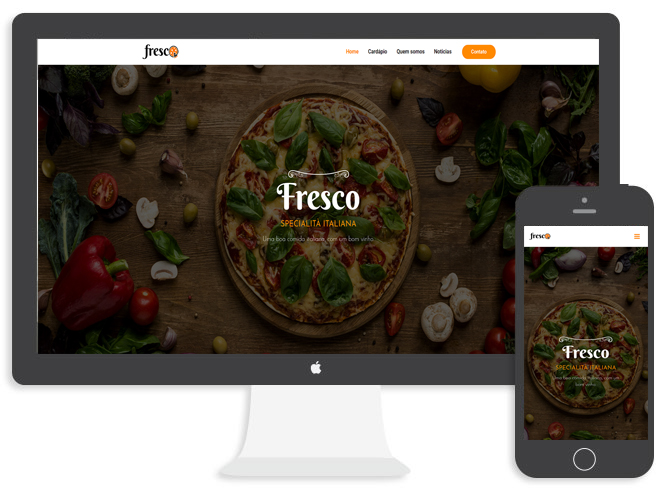 fresco
Home Cardápio Quem somos Notícias Contato
Fresco
SPECIALITÀ ITALIANA
Uma boa comida italiana, com um bom vinho.
fresco
Fresco
SPECIALITÀ ITALIANA
Uma boa comida italiana, com um
bom vinho.